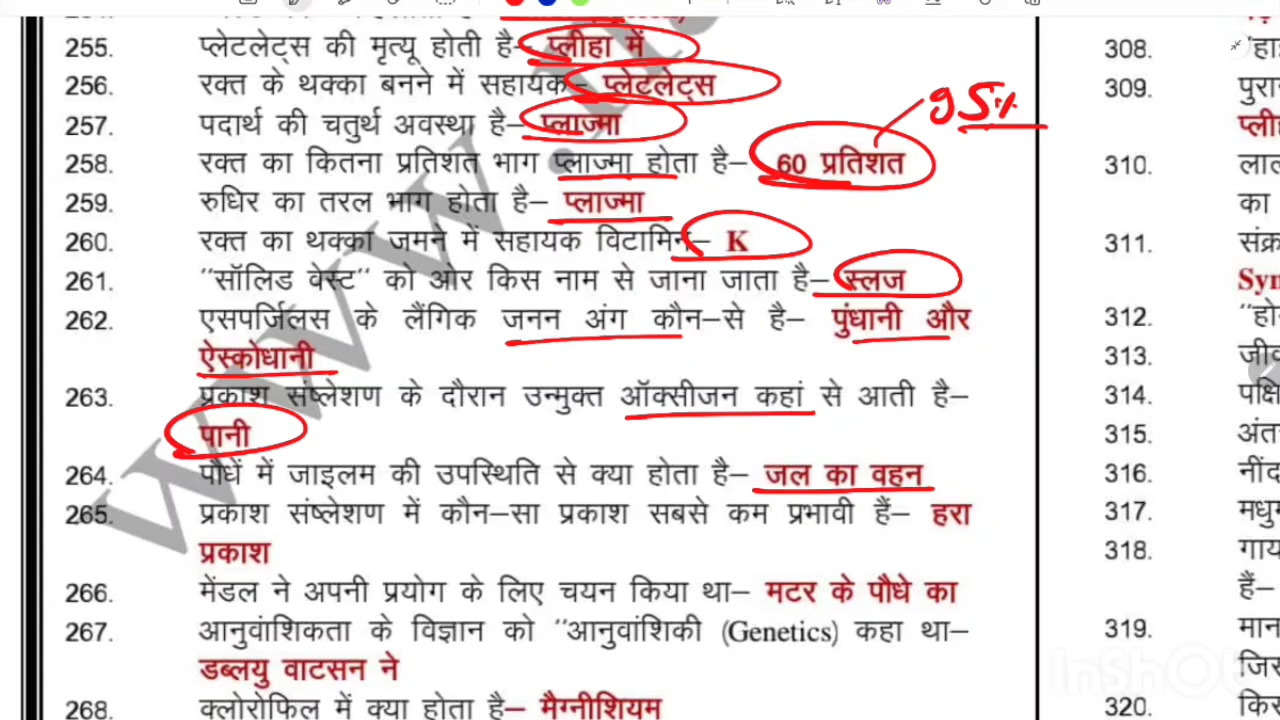 255. प्लेटलेट्स की मृत्यू होती है– प्लीहा में
256. रक्त के थक्का बनने में सहायक– प्लेटलेट्स
257. पदार्थ की चतुर्थ अवस्था है– प्लाज्मा
95%
258. रक्त का कितना प्रतिशत भाग प्लाज्मा होता है– 60 प्रतिशत
259. रुधिर का तरल भाग होता है– प्लाज्मा
260. रक्त का थक्का जमने में सहायक विटामिन– K
261. "सॉलिड वेस्ट" को और किस नाम से जाना जाता है– स्लज
262. एसपर्जिलस के लैंगिक जनन अंग कौन–से है– पुंधानी और
ऐस्कोधानी
263. प्रकाश संष्लेशण के दौरान उन्मुक्त ऑक्सीजन कहां से आती है–
पानी
264. पौधें में जाइलम की उपस्थिति से क्या होता है– जल का वहन
265. प्रकाश संष्लेशण में कौन–सा प्रकाश सबसे कम प्रभावी हैं– हरा
प्रकाश
266. मेंडल ने अपनी प्रयोग के लिए चयन किया था– मटर के पौधे का
267. आनुवांशिकता के विज्ञान को "आनुवांशिकी (Genetics) कहा था–
डब्लयु वाटसन ने
268. क्लोरोफिल में क्या होता है– मैग्नीशियम
308.
309.
310.
का
311.
Syn
312.
313.
314.
315.
316.
317.
318.
हैं–
319.
320.
www.
InShOt